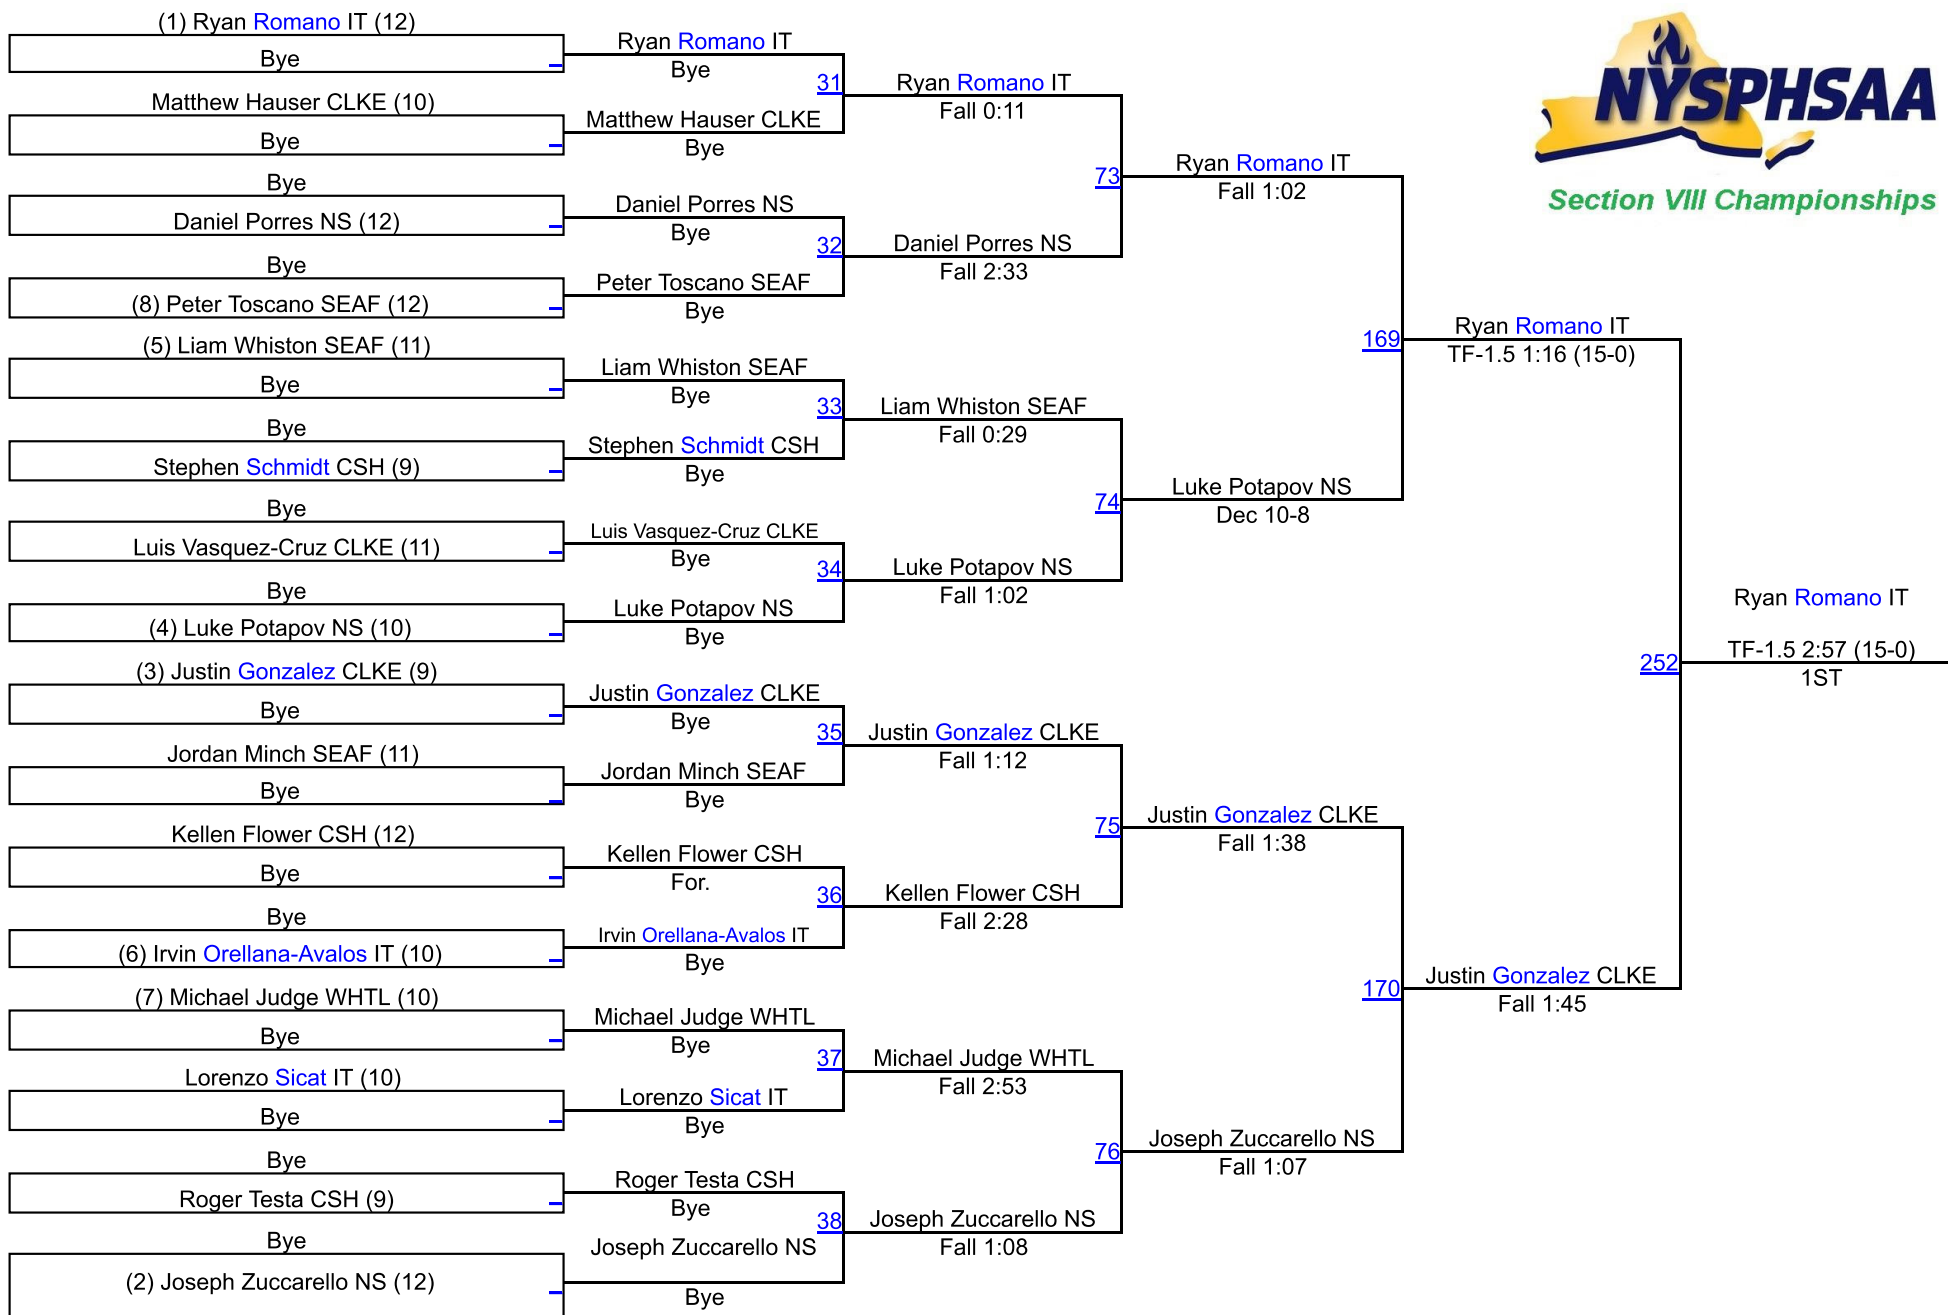 (1) Ryan Romano IT (12)
Bye
Matthew Hauser CLKE (10)
Bye
Bye
Daniel Porres NS (12)
Bye
(8) Peter Toscano SEAF (12)
(5) Liam Whiston SEAF (11)
Bye
Bye
Stephen Schmidt CSH (9)
Bye
Luis Vasquez-Cruz CLKE (11)
Bye
(4) Luke Potapov NS (10)
(3) Justin Gonzalez CLKE (9)
Bye
Jordan Minch SEAF (11)
Bye
Kellen Flower CSH (12)
Bye
Bye
(6) Irvin Orellana-Avalos IT (10)
(7) Michael Judge WHTL (10)
Bye
Lorenzo Sicat IT (10)
Bye
Bye
Roger Testa CSH (9)
Bye
(2) Joseph Zuccarello NS (12)
Ryan Romano IT
Bye
31
Matthew Hauser CLKE
Bye
Daniel Porres NS
Bye
32
Peter Toscano SEAF
Bye
Liam Whiston SEAF
Bye
33
Stephen Schmidt CSH
Bye
Luis Vasquez-Cruz CLKE
Bye
34
Luke Potapov NS
Bye
Justin Gonzalez CLKE
Bye
35
Jordan Minch SEAF
Bye
Kellen Flower CSH
For.
36
Irvin Orellana-Avalos IT
Bye
Michael Judge WHTL
Bye
37
Lorenzo Sicat IT
Bye
Roger Testa CSH
Bye
38
Joseph Zuccarello NS
Bye
Ryan Romano IT
Fall 0:11
73
Daniel Porres NS
Fall 2:33
Liam Whiston SEAF
Fall 0:29
74
Luke Potapov NS
Fall 1:02
Justin Gonzalez CLKE
Fall 1:12
75
Kellen Flower CSH
Fall 2:28
Michael Judge WHTL
Fall 2:53
76
Joseph Zuccarello NS
Fall 1:08
Ryan Romano IT
Fall 1:02
169
Luke Potapov NS
Dec 10-8
Justin Gonzalez CLKE
Fall 1:38
170
Joseph Zuccarello NS
Fall 1:07
Ryan Romano IT
TF-1.5 1:16 (15-0)
252
Justin Gonzalez CLKE
Fall 1:45
NYSPHSAA
Section VIII Championships
Ryan Romano IT
TF-1.5 2:57 (15-0)
1ST